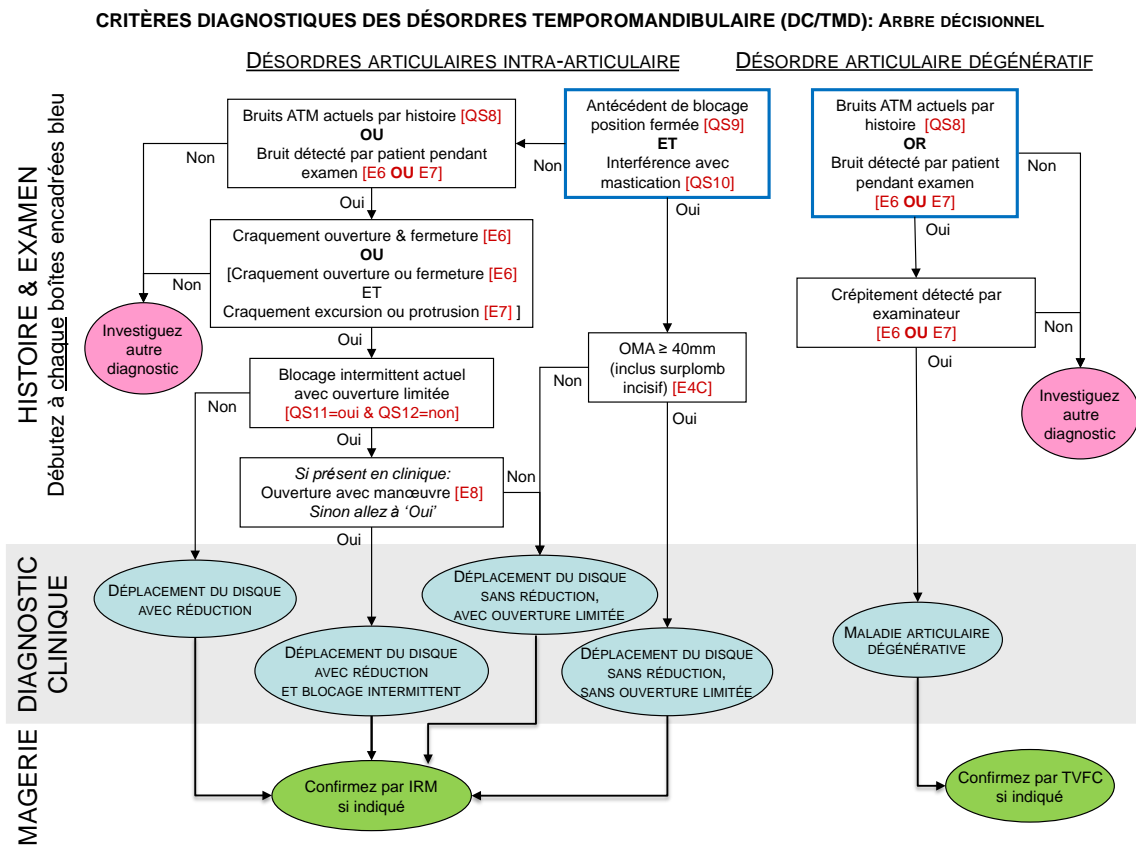 CRITÈRES DIAGNOSTIQUES DES DÉSORDRES TEMPOROMANDIBULAIRE (DC/TMD): ARBRE DÉCISIONNEL
DÉSORDRES ARTICULAIRES INTRA-ARTICULAIRE
DÉSORDRE ARTICULAIRE DÉGÉNÉRATIF
HISTOIRE & EXAMEN
Débutez à chaque boîtes encadrées bleu
Bruits ATM actuels par histoire [QS8]
OU
Bruit détecté par patient pendant
examen [E6 OU E7]
Non
Oui
Antécédent de blocage
position fermée [QS9]
ET
Interférence avec
mastication [QS10]
Non
Oui
Bruits ATM actuels par
histoire [QS8]
OR
Bruit détecté par patient
pendant examen
[E6 OU E7]
Non
Oui
Craquement ouverture & fermeture [E6]
OU
[Craquement ouverture ou fermeture [E6]
ET
Craquement excursion ou protrusion [E7] ]
Non
Oui
Crépitement détecté par
examinateur
[E6 OU E7]
Non
Oui
Investiguez
autre
diagnostic
OMA ≥ 40mm
(inclus surplomb
incisif) [E4C]
Non
Oui
Blocage intermittent actuel
avec ouverture limitée
[QS11=oui & QS12=non]
Non
Oui
Investiguez
autre
diagnostic
Si présent en clinique:
Ouverture avec manœuvre [E8]
Sinon allez à ‘Oui’
Non
Oui
DIAGNOSTIC
CLINIQUE
DÉPLACEMENT DU DISQUE
AVEC RÉDUCTION
DÉPLACEMENT DU DISQUE
SANS RÉDUCTION,
AVEC OUVERTURE LIMITÉE
DÉPLACEMENT DU DISQUE
AVEC RÉDUCTION
ET BLOCAGE INTERMITTENT
DÉPLACEMENT DU DISQUE
SANS RÉDUCTION,
SANS OUVERTURE LIMITÉE
MALADIE ARTICULAIRE
DÉGÉNÉRATIVE
MAGERIE
Confirmez par IRM
si indiqué
Confirmez par TVFC
si indiqué